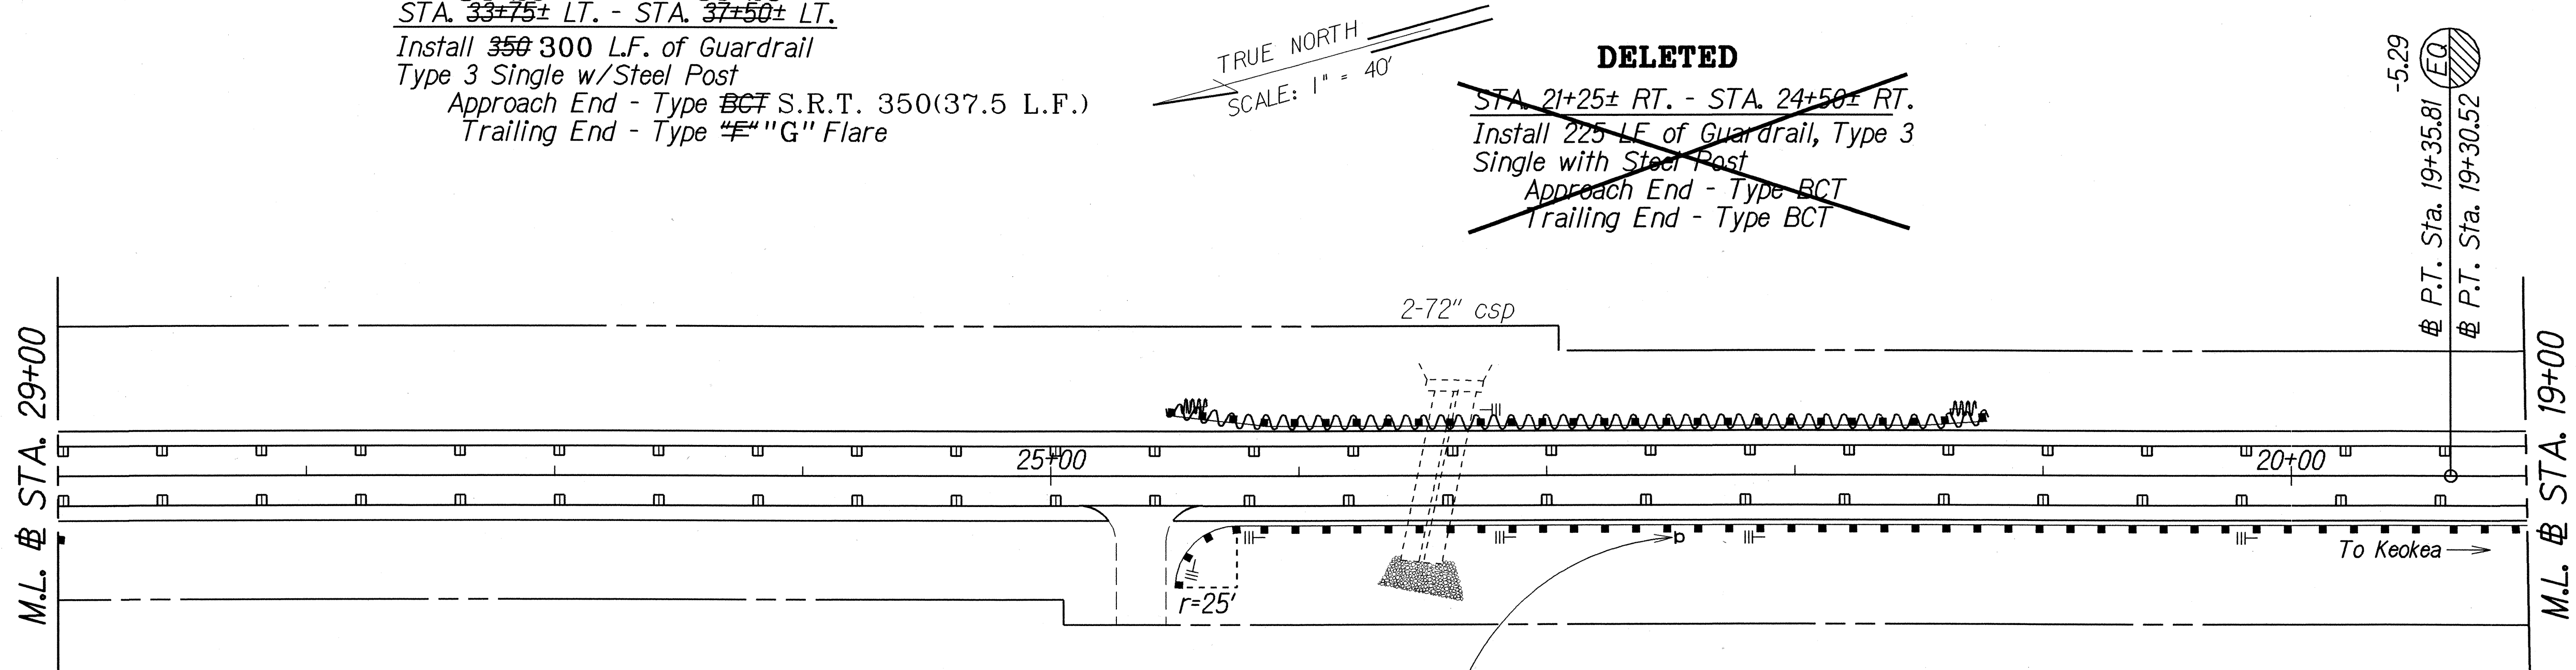 STA. 33+75± LT. - STA. 37+50± LT.
Install 350 300 L.F. of Guardrail
Type 3 Single w/Steel Post
Approach End - Type BCT S.R.T. 350(37.5 L.F.)
Trailing End - Type "F" "G" Flare
TRUE NORTH
SCALE: 1" = 40'
DELETED
STA. 21+25± RT. - STA. 24+50± RT.
Install 225 LF of Guardrail, Type 3
Single with Steel Post
Approach End - Type BCT
Trailing End - Type BCT
-5.29
EQ
P.T. Sta. 19+35.81
P.T. Sta. 19+30.52
2-72" csp
M.L. STA. 29+00
25+00
20+00
M.L. STA. 19+00
r=25'
To Keokea